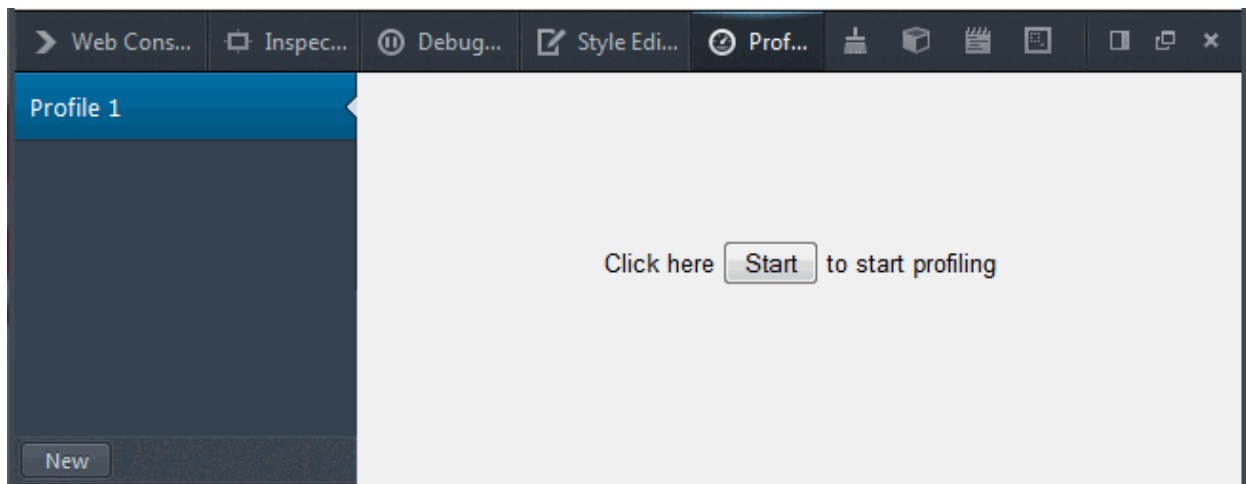 Web Cons... Inspec... Debug... Style Edi... Prof...
Profile 1
Click here Start to start profiling
New